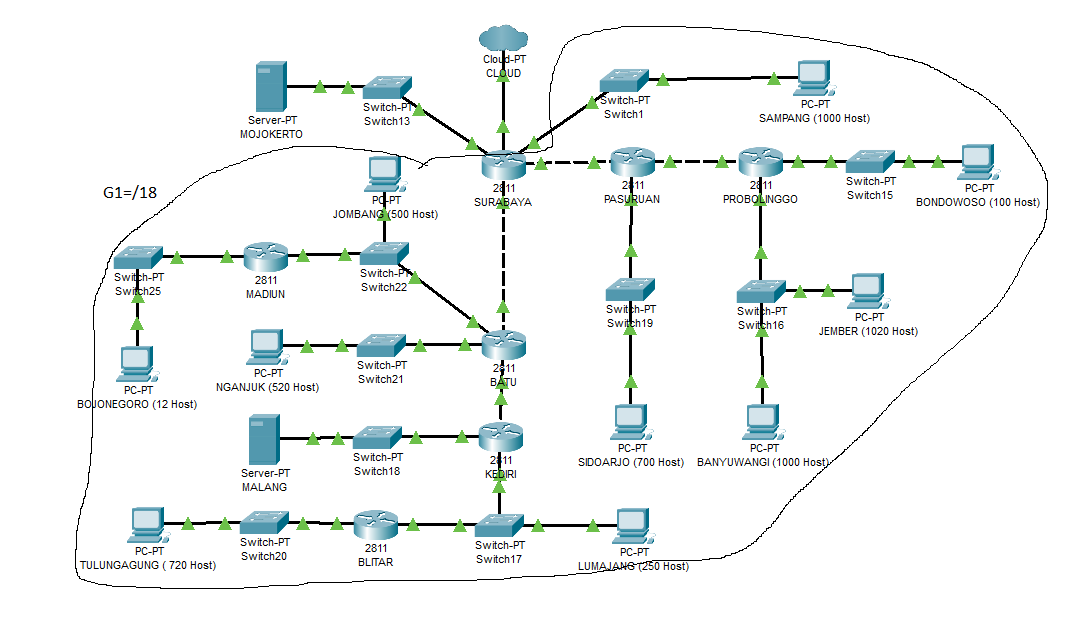 Cloud-PT
CLOUD
Server-PT
MOJOKERTO
Switch-PT
Switch13
Switch-PT
Switch1
PC-PT
SAMPANG (1000 Host)
G1=/18
PC-PT
JOMBANG (500 Host)
2811
SURABAYA
2811
PASURUAN
2811
PROBOLINGGO
Switch-PT
Switch15
PC-PT
BONDOWOSO (100 Host)
Switch-PT
Switch25
2811
MADIUN
Switch-PT
Switch22
Switch-PT
Switch19
Switch-PT
Switch16
PC-PT
JEMBER (1020 Host)
PC-PT
BOJONEGORO (12 Host)
PC-PT
NGANJUK (520 Host)
Switch-PT
Switch21
2811
BATU
Server-PT
MALANG
Switch-PT
Switch18
2811
KEDIRI
PC-PT
SIDOARJO (700 Host)
PC-PT
BANYUWANGI (1000 Host)
PC-PT
TULUNGAGUNG ( 720 Host)
Switch-PT
Switch20
2811
BLITAR
Switch-PT
Switch17
PC-PT
LUMAJANG (250 Host)